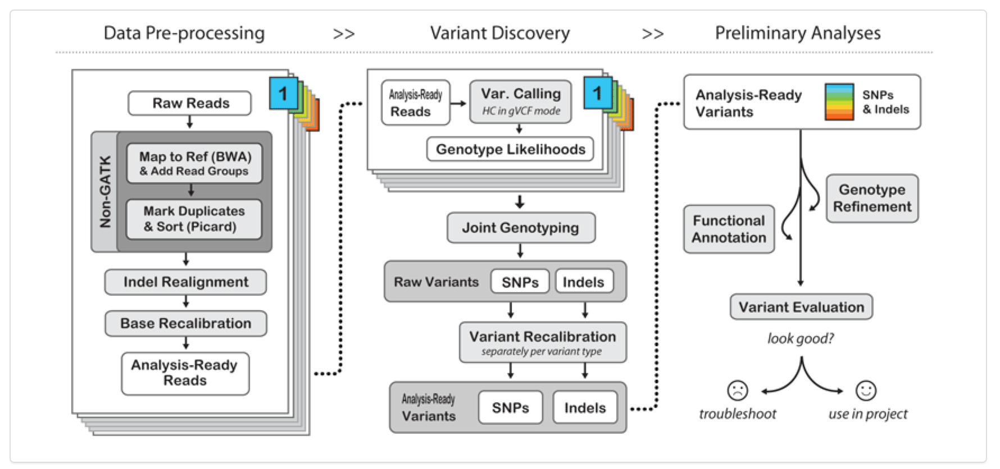 Data Pre-processing >> Variant Discovery >> Preliminary Analyses
1
Raw Reads
Non-GATK
Map to Ref (BWA)
& Add Read Groups
Mark Duplicates
& Sort (Picard)
Indel Realignment
Base Recalibration
Analysis-Ready
Reads
1
Analysis-Ready
Reads
Var. Calling
HC in gVCF mode
Genotype Likelihoods
Joint Genotyping
Raw Variants SNPs Indels
Variant Recalibration
separately per variant type
Analysis-Ready
Variants
SNPs Indels
Analysis-Ready
Variants
SNPs
& Indels
Genotype
Refinement
Functional
Annotation
Variant Evaluation
look good?
troubleshoot use in project